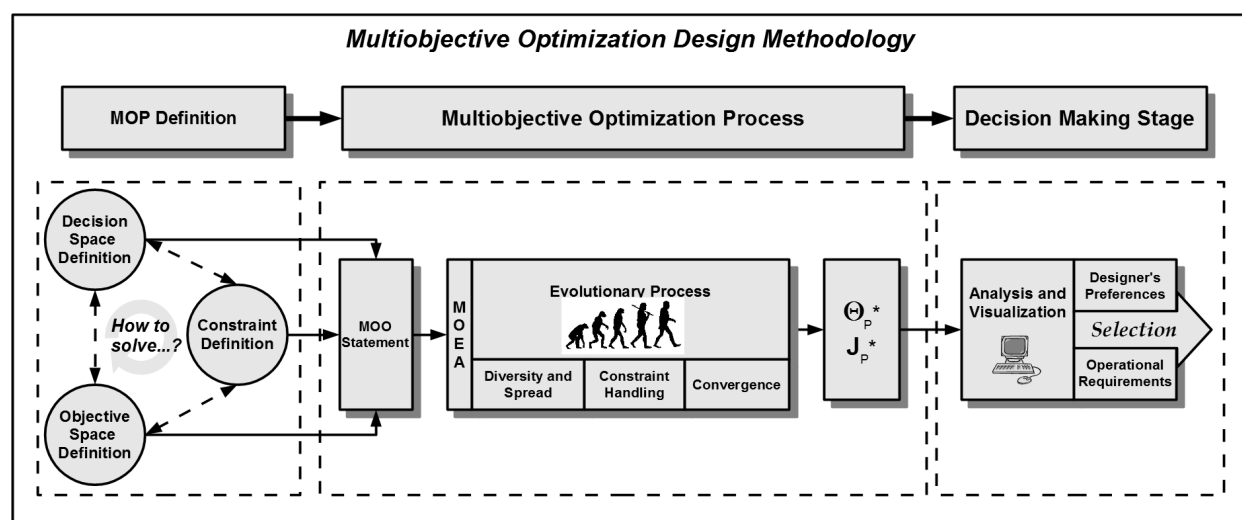 Multiobjective Optimization Design Methodology
MOP Definition
Multiobjective Optimization Process
Decision Making Stage
Decision
Space
Definition
How to
solve...?
Constraint
Definition
Objective
Space
Definition
MOO
Statement
M
O
E
A
Evolutionary Process
Diversity and
Spread
Constraint
Handling
Convergence
Θ_P*
J_P*
Analysis and
Visualization
Designer's
Preferences
Selection
Operational
Requirements